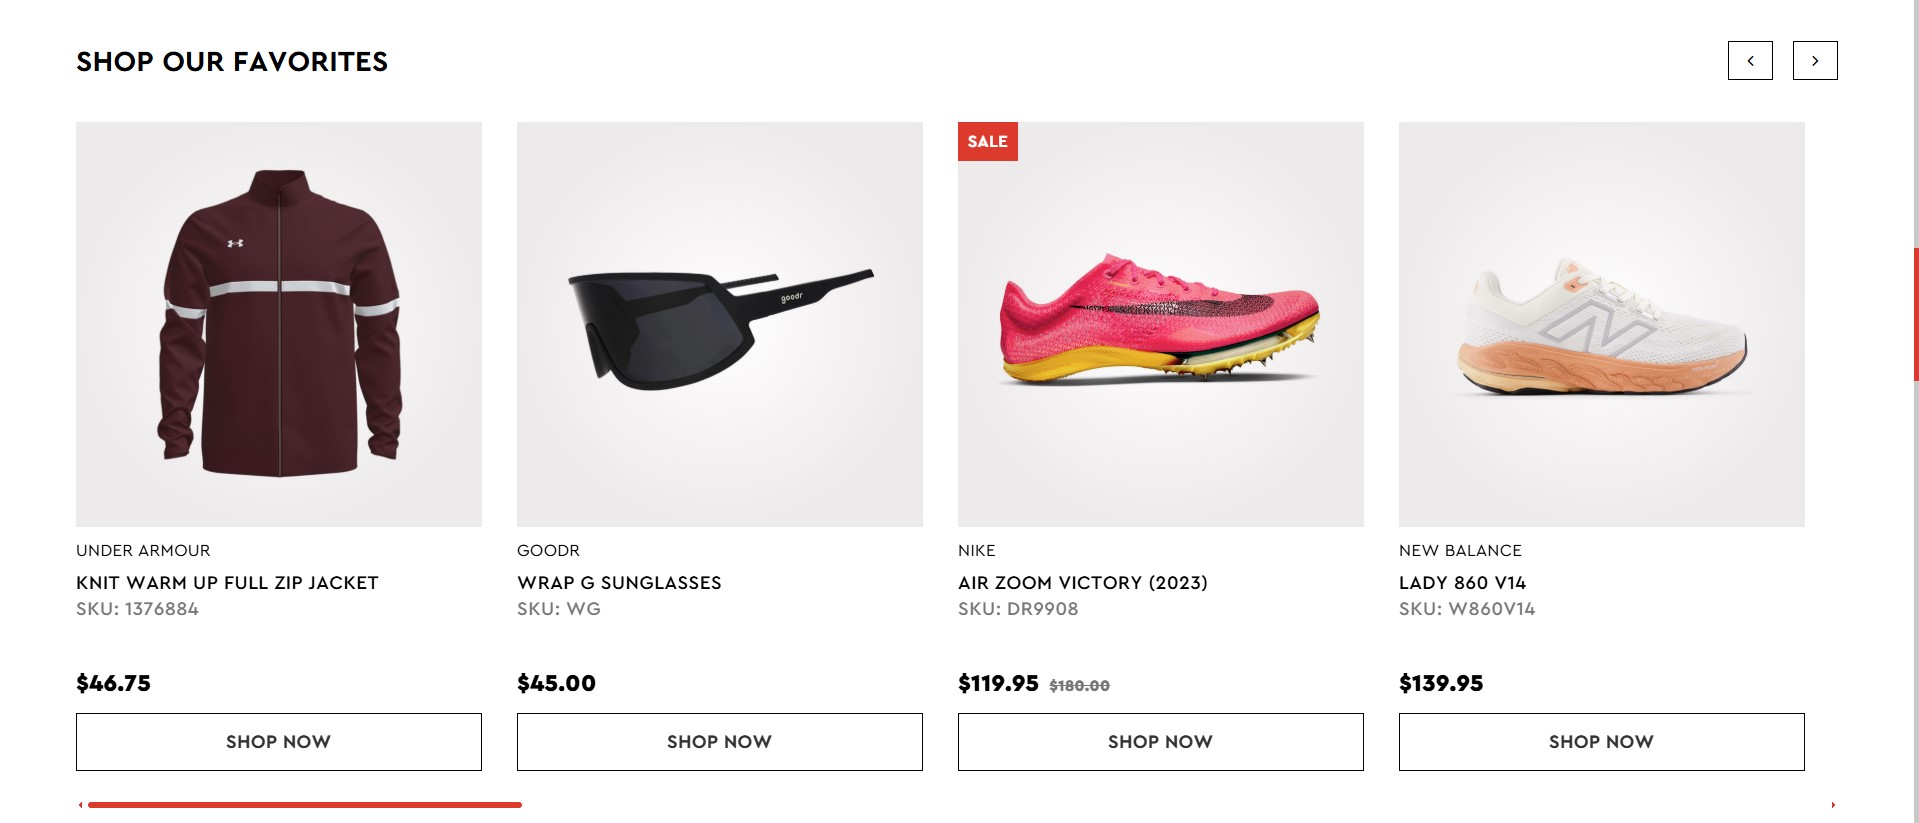 SHOP OUR FAVORITES
SALE
goodr
UNDER ARMOUR
KNIT WARM UP FULL ZIP JACKET
SKU: 1376884
$46.75
SHOP NOW
GOODR
WRAP G SUNGLASSES
SKU: WG
$45.00
SHOP NOW
NIKE
AIR ZOOM VICTORY (2023)
SKU: DR9908
$119.95 $180.00
SHOP NOW
NEW BALANCE
LADY 860 V14
SKU: W860V14
$139.95
SHOP NOW